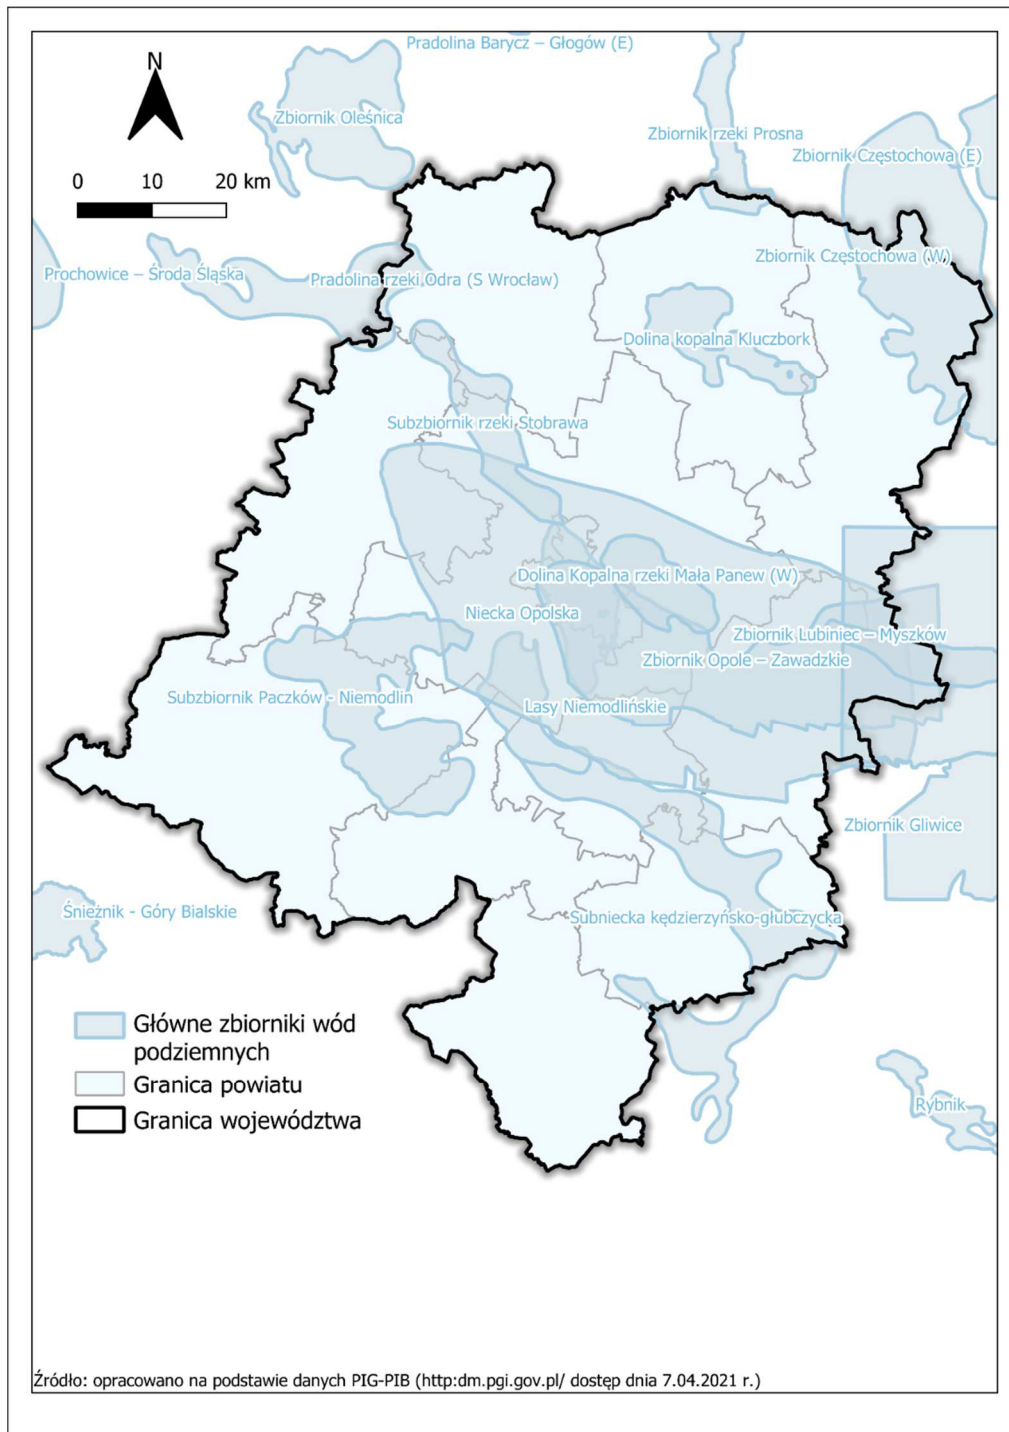 Pradolina Barycz – Głogów (E)
N
Zbiornik Oleśnica
Zbiornik rzeki Prosna
Zbiornik Częstochowa (E)
0 10 20 km
Zbiornik Częstochowa (W)
Prochowice – Środa Śląska
Pradolina rzeki Odra (S Wrocław)
Dolina kopalna Kluczbork
Subzbiornik rzeki Stobrawa
Dolina Kopalna rzeki Mała Panew (W)
Niecka Opolska
Zbiornik Lubiniec – Myszków
Zbiornik Opole – Zawadzkie
Subzbiornik Paczków - Niemodlin
Lasy Niemodlińskie
Zbiornik Gliwice
Śnieżnik - Góry Bialskie
Subniecka kędzierzyńsko-głubczycka
Główne zbiorniki wód
podziemnych
Granica powiatu
Granica województwa
Rybnik
Źródło: opracowano na podstawie danych PIG-PIB (http:dm.pgi.gov.pl/ dostęp dnia 7.04.2021 r.)